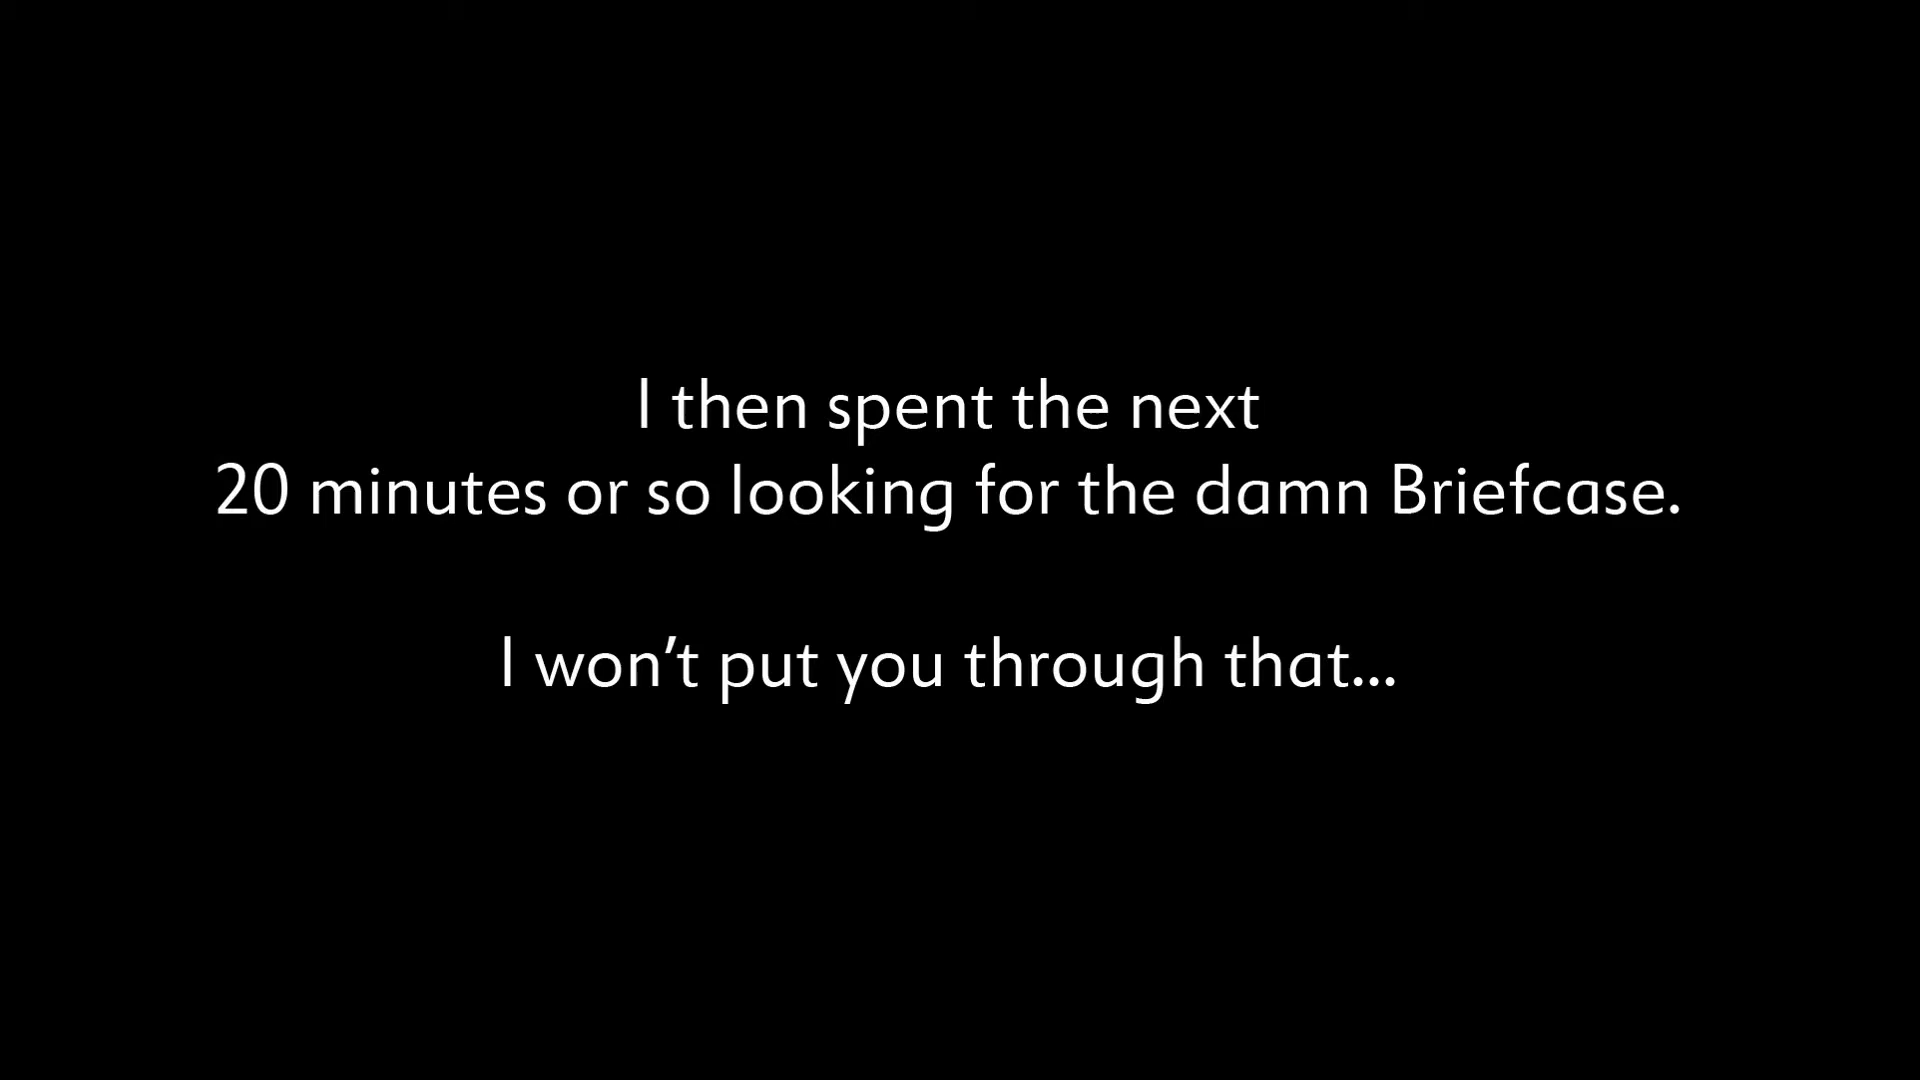 I then spent the next
20 minutes or so looking for the damn Briefcase.
I won’t put you through that...